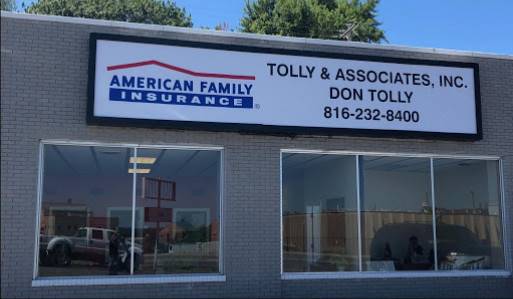 AMERICAN FAMILY
INSURANCE ®
TOLLY & ASSOCIATES, INC.
DON TOLLY
816-232-8400